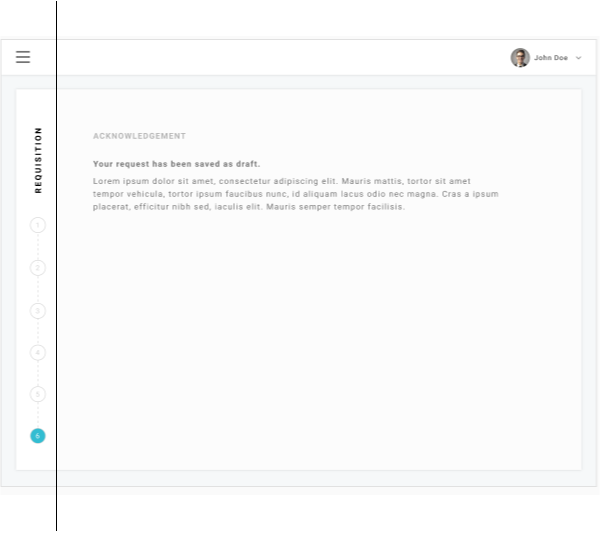 John Doe
REQUISITION
ACKNOWLEDGEMENT
Your request has been saved as draft.
Lorem ipsum dolor sit amet, consectetur adipiscing elit. Mauris mattis, tortor sit amet
tempor vehicula, tortor ipsum faucibus nunc, id aliquam lacus odio nec magna. Cras a ipsum
placerat, efficitur nibh sed, iaculis elit. Mauris semper tempor facilisis.
1
2
3
4
5
6